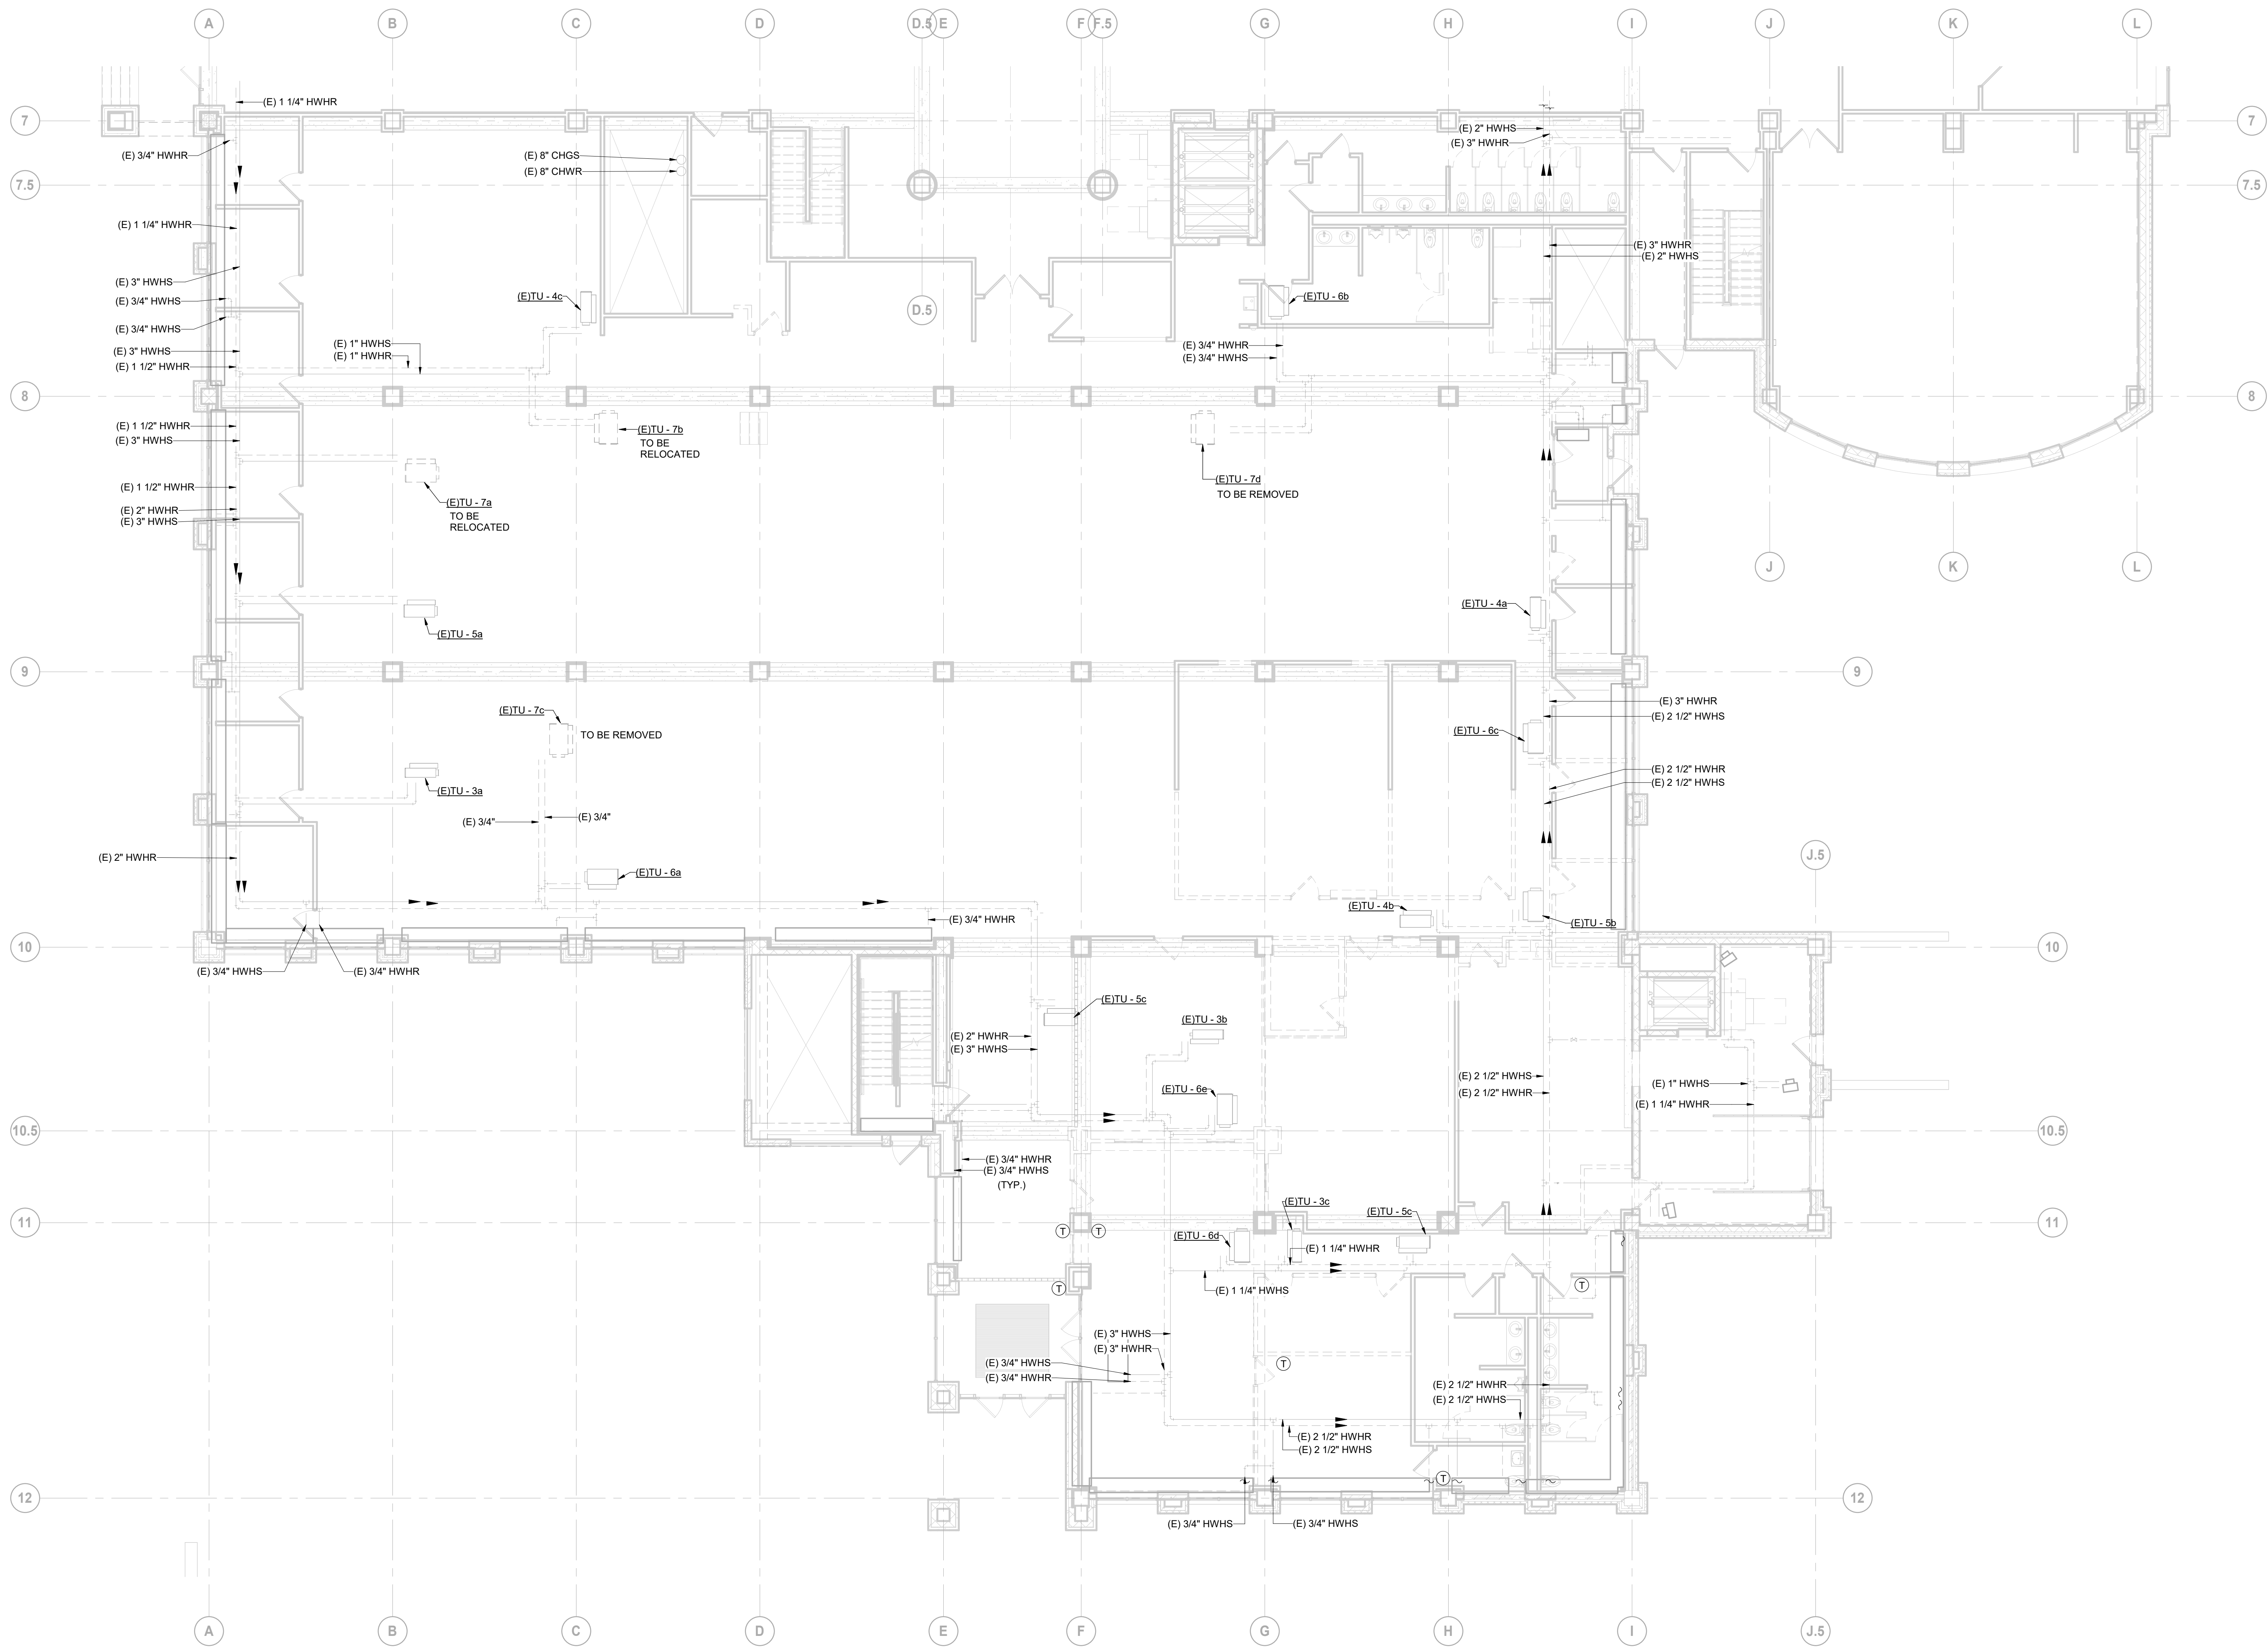 A
B
C
D
D.5
E
F
F.5
G
H
I
J
K
L
(E) 1 1/4" HWHR
7
7
(E) 2" HWHS
(E) 3" HWHR
(E) 3/4" HWHR
(E) 8" CHGS
(E) 8" CHWR
7.5
7.5
(E) 1 1/4" HWHR
(E) 3" HWHR
(E) 2" HWHS
(E) 3" HWHS
(E) 3/4" HWHS
(E)TU - 4c
(E)TU - 6b
D.5
(E) 3/4" HWHS
(E) 1" HWHS
(E) 1" HWHR
(E) 3/4" HWHR
(E) 3/4" HWHS
(E) 3" HWHS
(E) 1 1/2" HWHR
8
8
(E) 1 1/2" HWHR
(E) 3" HWHS
(E)TU - 7b
TO BE
RELOCATED
(E)TU - 7d
TO BE REMOVED
(E) 1 1/2" HWHR
(E)TU - 7a
TO BE
RELOCATED
(E) 2" HWHR
(E) 3" HWHS
J
K
L
(E)TU - 4a
(E)TU - 5a
9
9
(E) 3" HWHR
(E) 2 1/2" HWHS
(E)TU - 7c
TO BE REMOVED
(E)TU - 6c
(E) 2 1/2" HWHR
(E) 2 1/2" HWHS
(E)TU - 3a
(E) 3/4"
(E) 3/4"
(E) 2" HWHR
J.5
(E)TU - 6a
(E)TU - 4b
(E) 3/4" HWHR
(E)TU - 5b
10
10
(E) 3/4" HWHS
(E) 3/4" HWHR
(E)TU - 5c
(E)TU - 3b
(E) 2" HWHR
(E) 3" HWHS
(E)TU - 6e
(E) 2 1/2" HWHS
(E) 2 1/2" HWHR
(E) 1" HWHS
(E) 1 1/4" HWHR
10.5
10.5
(E) 3/4" HWHR
(E) 3/4" HWHS
(TYP.)
(E)TU - 3c
(E)TU - 5c
11
T
T
11
(E)TU - 6d
(E) 1 1/4" HWHR
T
T
(E) 1 1/4" HWHS
(E) 3" HWHS
(E) 3" HWHR
(E) 3/4" HWHS
(E) 3/4" HWHR
T
(E) 2 1/2" HWHR
(E) 2 1/2" HWHS
(E) 2 1/2" HWHR
(E) 2 1/2" HWHS
T
12
12
(E) 3/4" HWHS
(E) 3/4" HWHS
A
B
C
D
E
F
G
H
I
J.5